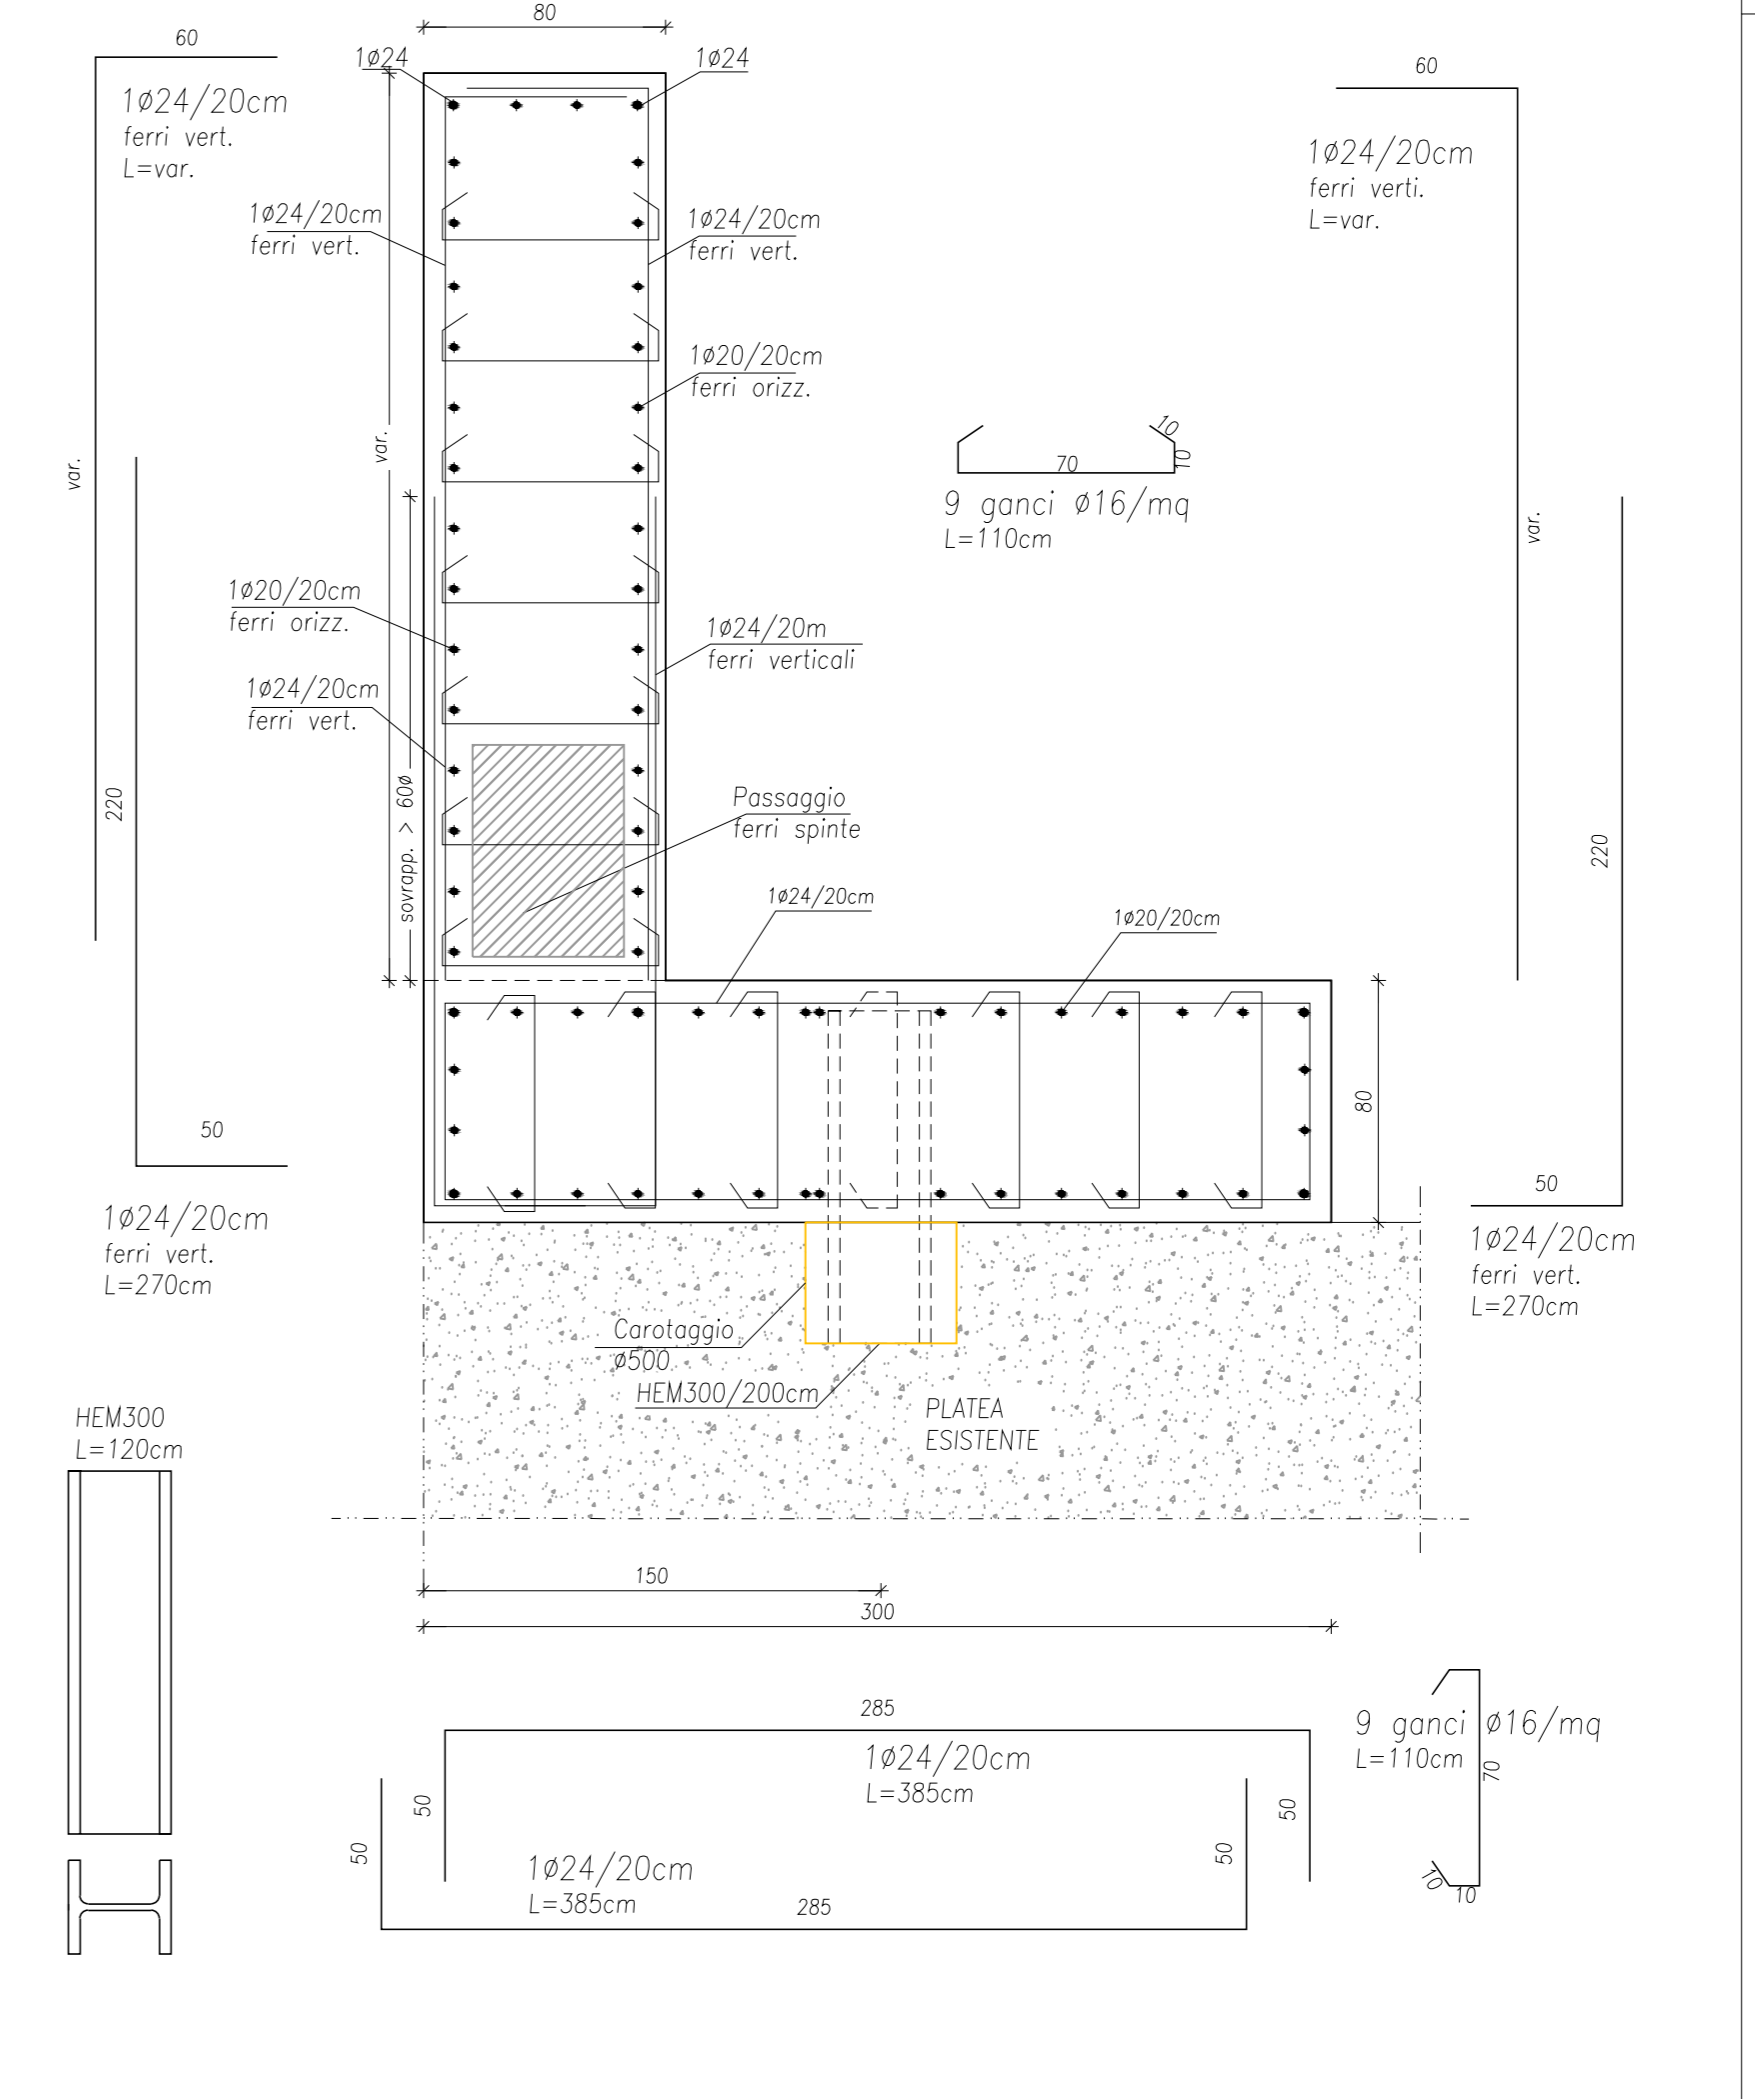 80
60
1ø24
1ø24
60
1ø24/20cm
ferri vert.
L=var.
1ø24/20cm
ferri verti.
L=var.
1ø24/20cm
ferri vert.
1ø24/20cm
ferri vert.
1ø20/20cm
ferri orizz.
var.
var.
10
70
10
9 ganci ø16/mq
L=110cm
var.
1ø20/20cm
ferri orizz.
1ø24/20m
ferri verticali
1ø24/20cm
ferri vert.
220
sovrapp. > 60ø
Passaggio
ferri spinte
220
1ø24/20cm
1ø20/20cm
80
50
50
1ø24/20cm
ferri vert.
L=270cm
1ø24/20cm
ferri vert.
L=270cm
Carotaggio
ø500
HEM300/200cm
PLATEA
ESISTENTE
HEM300
L=120cm
150
300
285
1ø24/20cm
L=385cm
50
50
9 ganci ø16/mq
L=110cm
70
50
50
1ø24/20cm
L=385cm
285
10
10